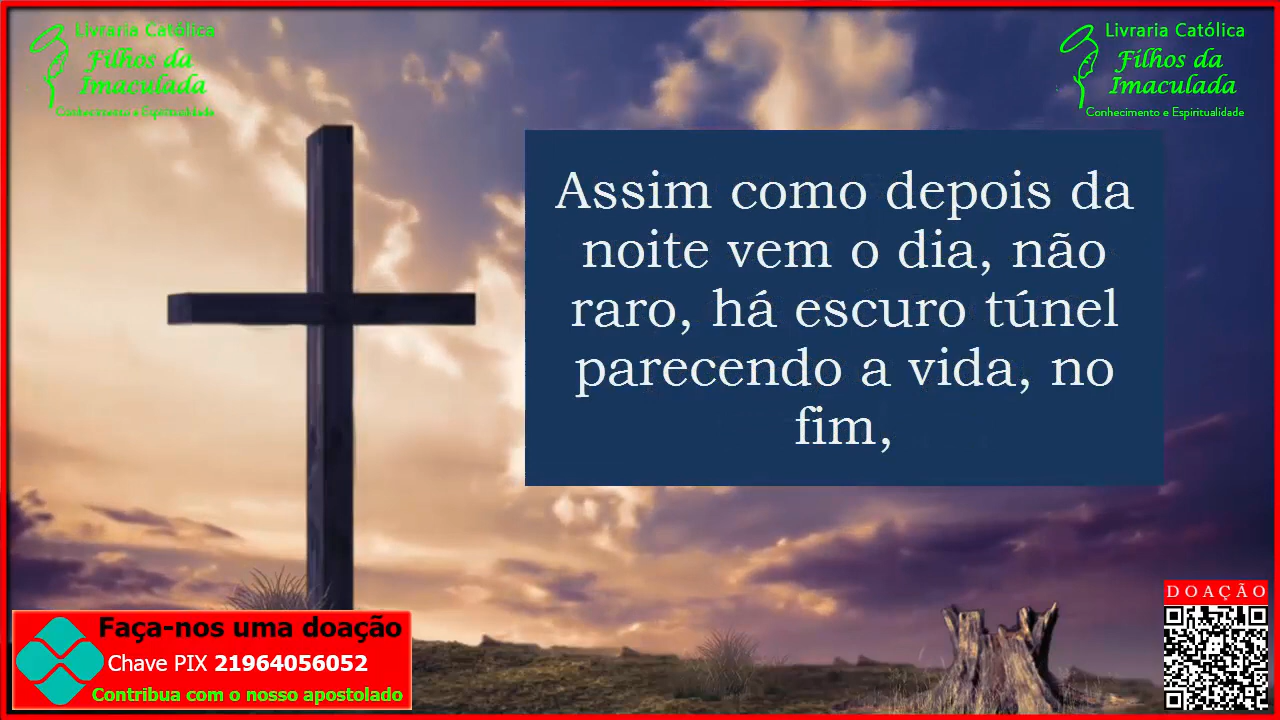 Livraria Católica
Filhos da
Imaculada
Conhecimento e Espiritualidade
Livraria Católica
Filhos da
Imaculada
Conhecimento e Espiritualidade
Assim como depois da
noite vem o dia, não
raro, há escuro túnel
parecendo a vida, no
fim,
Faça-nos uma doação
Chave PIX 21964056052
Contribua com o nosso apostolado
DOAÇÃO